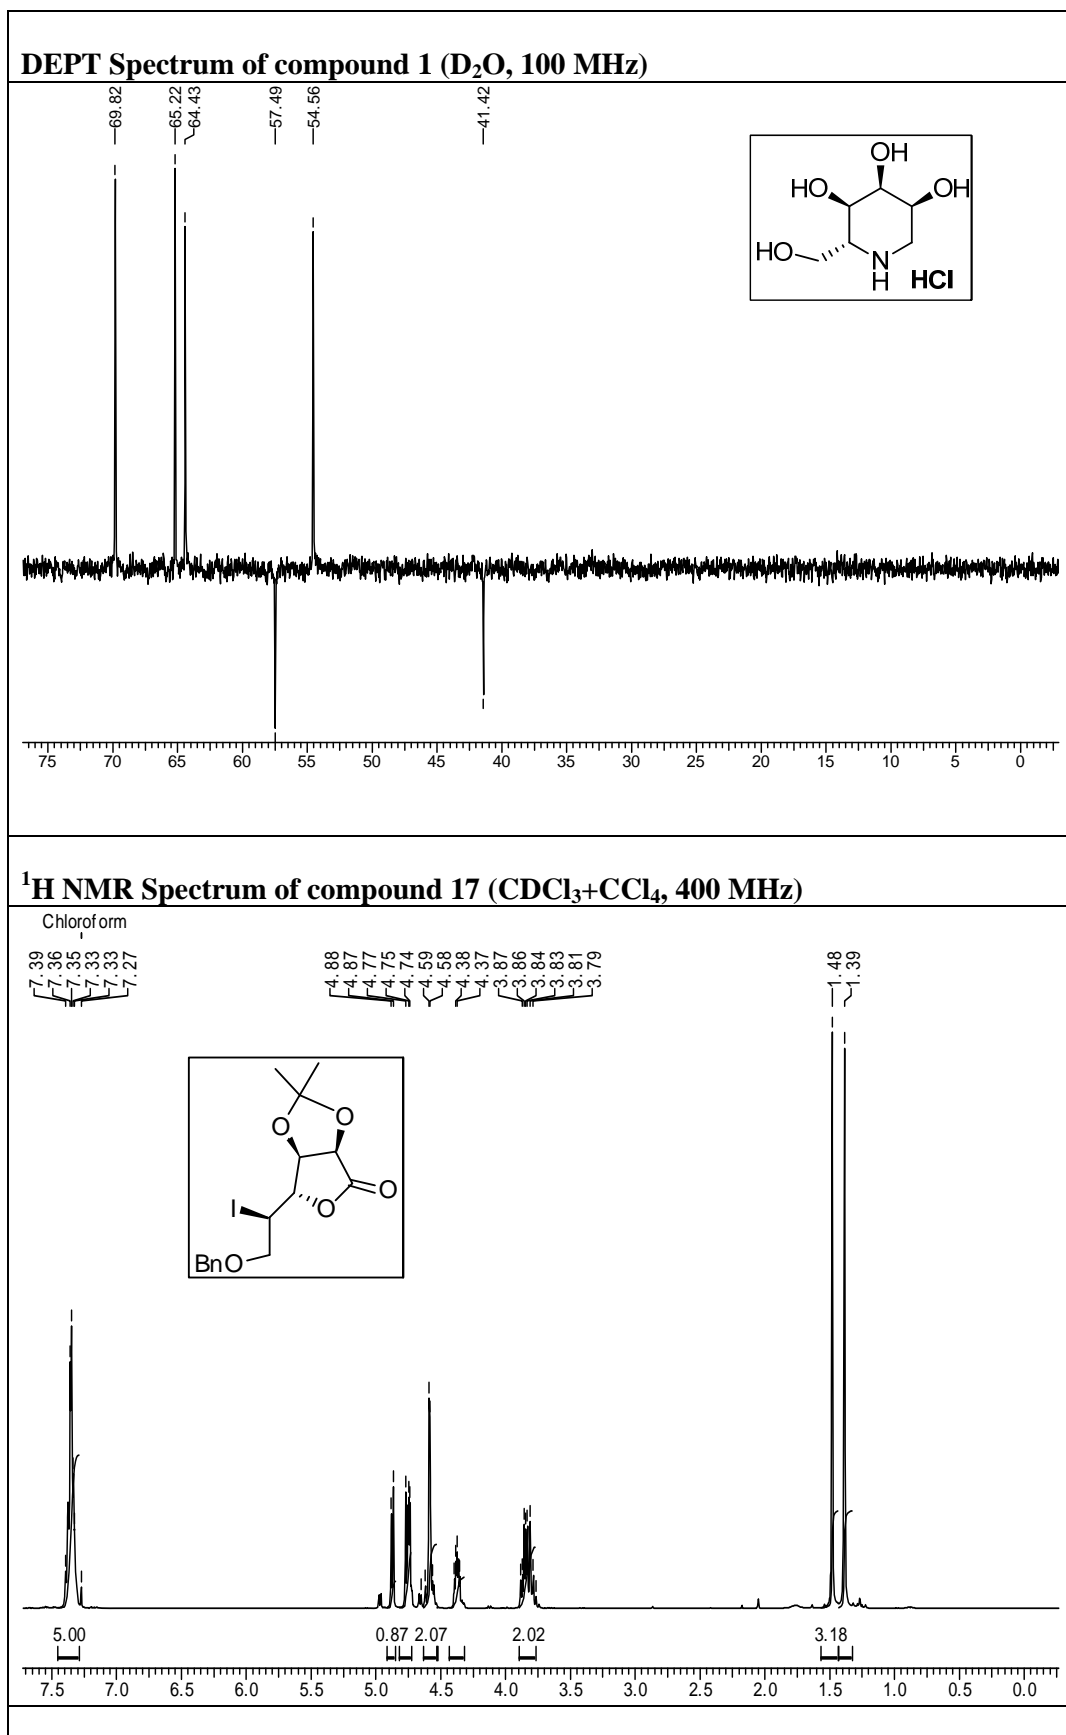 DEPT Spectrum of compound 1 (D₂O, 100 MHz)
69.82
65.22
64.43
57.49
54.56
41.42
OH
HO
OH
HO
N
H
HCl
75 70 65 60 55 50 45 40 35 30 25 20 15 10 5 0
¹H NMR Spectrum of compound 17 (CDCl₃+CCl₄, 400 MHz)
Chloroform
7.39
7.36
7.35
7.33
7.33
7.27
4.88
4.87
4.77
4.75
4.74
4.59
4.58
4.38
4.37
3.87
3.86
3.84
3.83
3.81
3.79
1.48
1.39
O
O
I
O
O
BnO
5.00 0.87 2.07 2.02 3.18
7.5 7.0 6.5 6.0 5.5 5.0 4.5 4.0 3.5 3.0 2.5 2.0 1.5 1.0 0.5 0.0